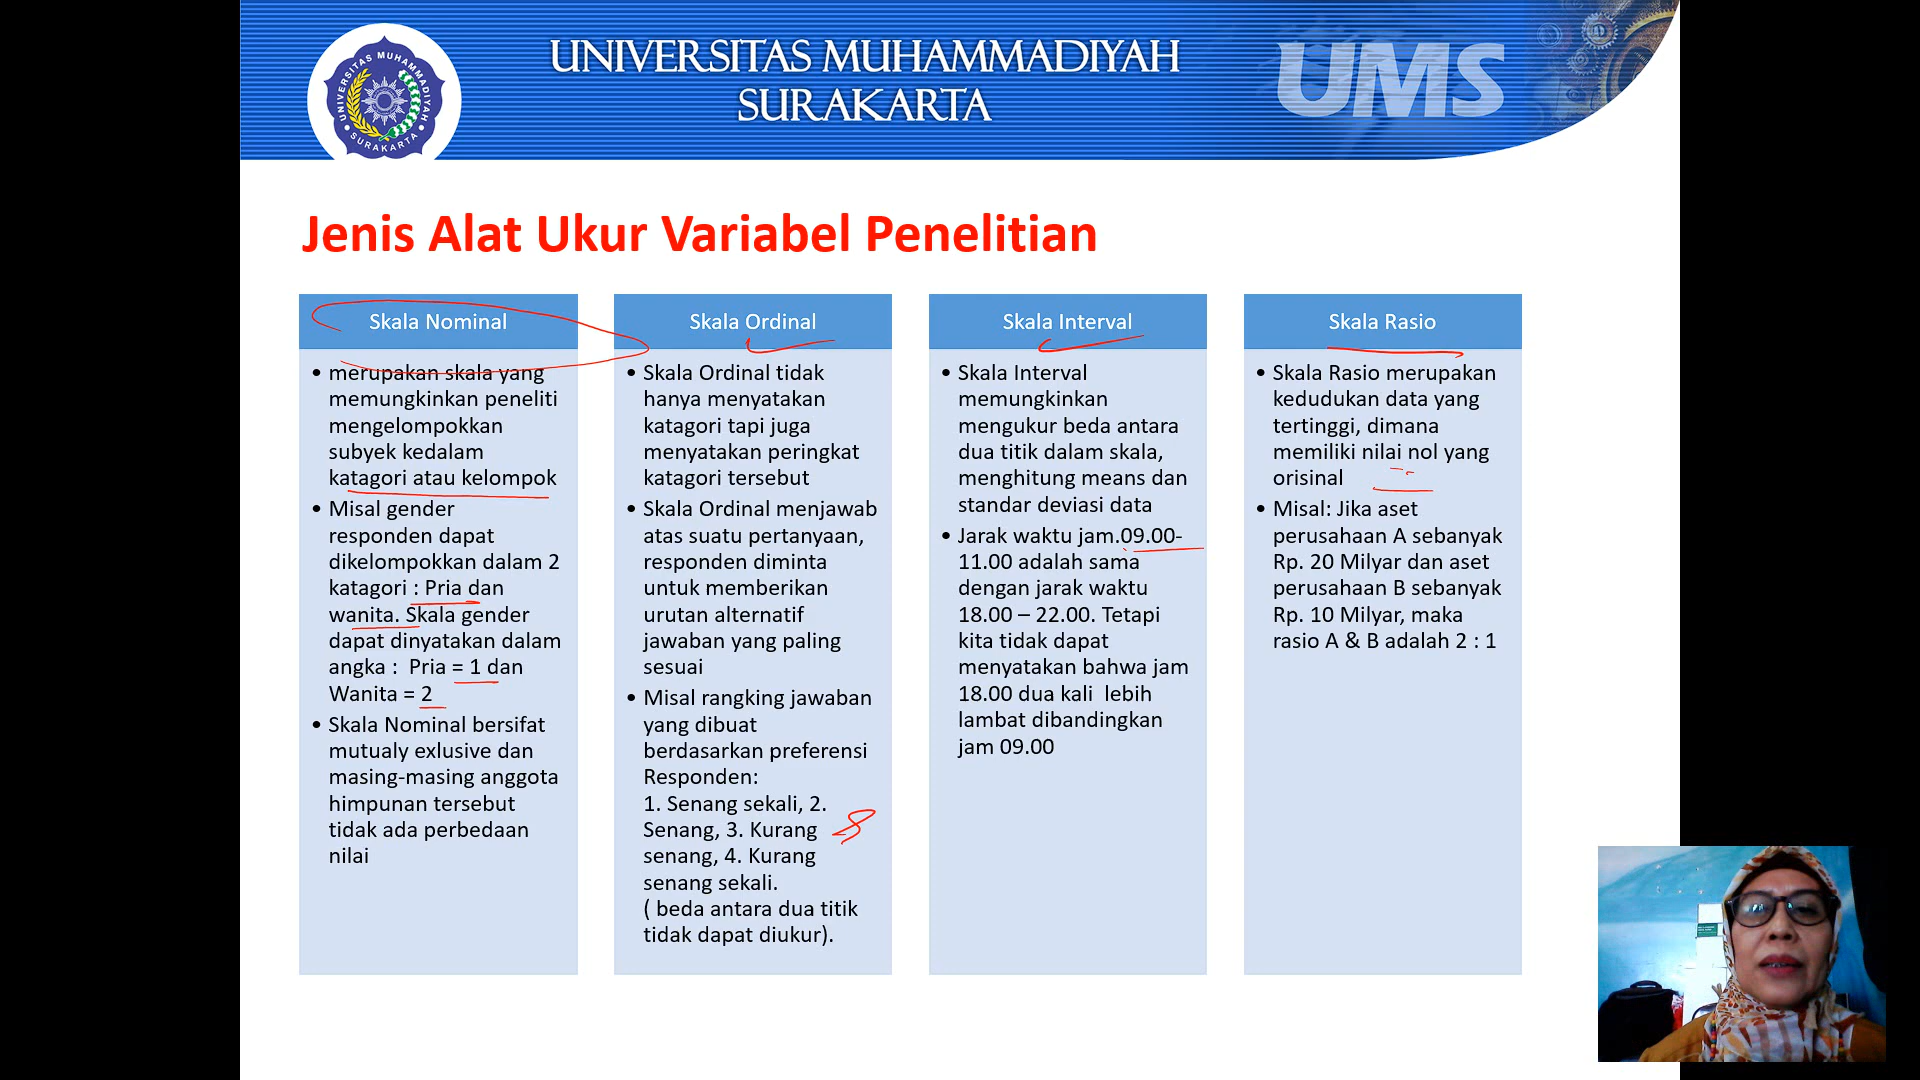 UNIVERSITAS MUHAMMADIYAH
SURAKARTA
UMS
UNIVERSITAS MUHAMMADIYAH
SURAKARTA
Jenis Alat Ukur Variabel Penelitian
Skala Nominal
• merupakan skala yang
memungkinkan peneliti
mengelompokkan
subyek kedalam
katagori atau kelompok
• Misal gender
responden dapat
dikelompokkan dalam 2
katagori : Pria dan
wanita. Skala gender
dapat dinyatakan dalam
angka : Pria = 1 dan
Wanita = 2
• Skala Nominal bersifat
mutualy exlusive dan
masing-masing anggota
himpunan tersebut
tidak ada perbedaan
nilai
Skala Ordinal
• Skala Ordinal tidak
hanya menyatakan
katagori tapi juga
menyatakan peringkat
katagori tersebut
• Skala Ordinal menjawab
atas suatu pertanyaan,
responden diminta
untuk memberikan
urutan alternatif
jawaban yang paling
sesuai
• Misal rangking jawaban
yang dibuat
berdasarkan preferensi
Responden:
1. Senang sekali, 2.
Senang, 3. Kurang
senang, 4. Kurang
senang sekali.
( beda antara dua titik
tidak dapat diukur).
Skala Interval
• Skala Interval
memungkinkan
mengukur beda antara
dua titik dalam skala,
menghitung means dan
standar deviasi data
• Jarak waktu jam.09.00-
11.00 adalah sama
dengan jarak waktu
18.00 – 22.00. Tetapi
kita tidak dapat
menyatakan bahwa jam
18.00 dua kali lebih
lambat dibandingkan
jam 09.00
Skala Rasio
• Skala Rasio merupakan
kedudukan data yang
tertinggi, dimana
memiliki nilai nol yang
orisinal
• Misal: Jika aset
perusahaan A sebanyak
Rp. 20 Milyar dan aset
perusahaan B sebanyak
Rp. 10 Milyar, maka
rasio A & B adalah 2 : 1